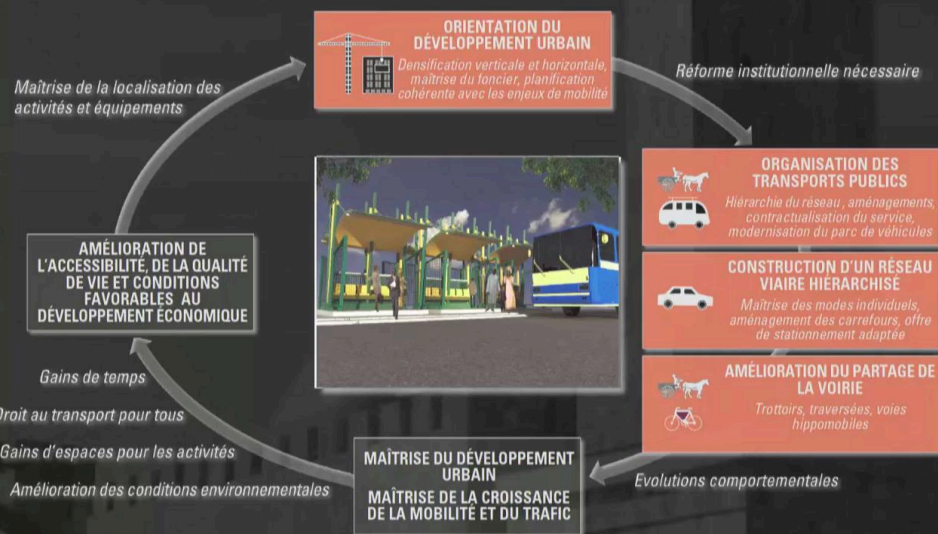 ORIENTATION DU
DÉVELOPPEMENT URBAIN
Densification verticale et horizontale,
maîtrise du foncier, planification
cohérente avec les enjeux de mobilité
Maîtrise de la localisation des
activités et équipements
Réforme institutionnelle nécessaire
ORGANISATION DES
TRANSPORTS PUBLICS
Hiérarchie du réseau , aménagements,
contractualisation du service,
modernisation du parc de véhicules
CONSTRUCTION D'UN RÉSEAU
VIAIRE HIÉRARCHISÉ
Maîtrise des modes individuels,
aménagement des carrefours, offre
de stationnement adaptée
AMÉLIORATION DU PARTAGE DE
LA VOIRIE
Trottoirs, traversées, voies
hippomobiles
AMÉLIORATION DE
L'ACCESSIBILITÉ, DE LA QUALITÉ
DE VIE ET CONDITIONS
FAVORABLES AU
DÉVELOPPEMENT ÉCONOMIQUE
Gains de temps
Droit au transport pour tous
Gains d'espaces pour les activités
Amélioration des conditions environnementales
MAÎTRISE DU DÉVELOPPEMENT
URBAIN
MAÎTRISE DE LA CROISSANCE
DE LA MOBILITÉ ET DU TRAFIC
Evolutions comportementales